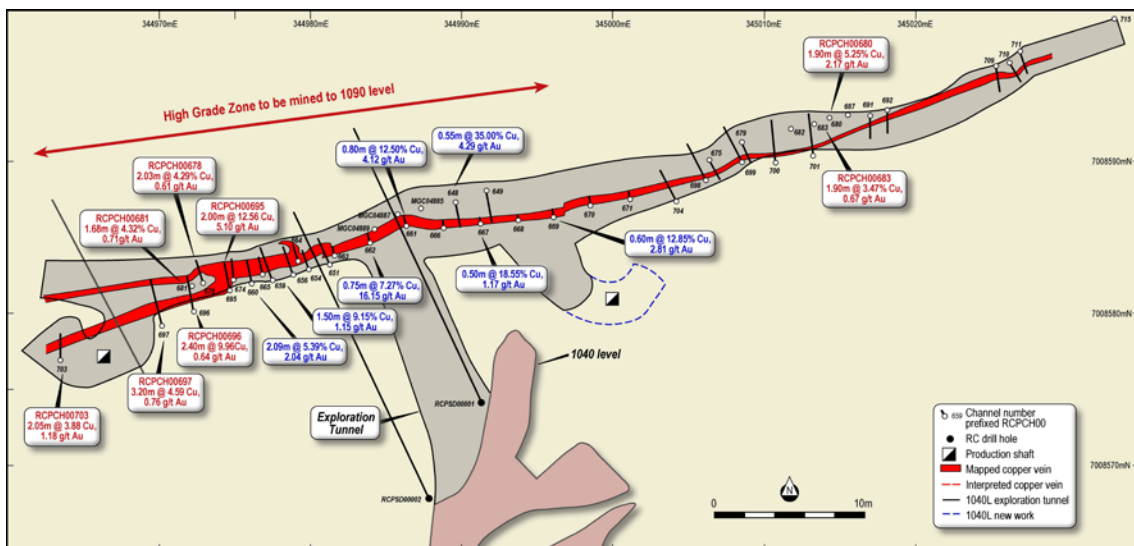 344970mE
344980mE
344990mE
345000mE
345010mE
345020mE
715
711
710
709
RCPCH00680
1.90m @ 5.25% Cu,
2.17 g/t Au
High Grade Zone to be mined to 1090 level
692
691
687
680
683
682
679
675
0.55m @ 35.00% Cu,
4.29 g/t Au
0.80m @ 12.50% Cu,
4.12 g/t Au
7008590mN
RCPCH00678
2.03m @ 4.29% Cu,
0.61 g/t Au
699
700
701
698
RCPCH00683
1.90m @ 3.47% Cu,
0.67 g/t Au
648
649
MGC04885
MGC04887
MGC04889
RCPCH00695
2.00m @ 12.56 Cu,
5.10 g/t Au
704
671
670
669
668
667
666
661
662
RCPCH00681
1.68m @ 4.32% Cu,
0.71g/t Au
664
663
651
654
656
659
665
660
674
695
681
696
697
0.60m @ 12.85% Cu,
2.81 g/t Au
0.50m @ 18.55% Cu,
1.17 g/t Au
0.75m @ 7.27% Cu,
16.15 g/t Au
1.50m @ 9.15% Cu,
1.15 g/t Au
2.09m @ 5.39% Cu,
2.04 g/t Au
7008580mN
RCPCH00696
2.40m @ 9.96Cu,
0.64 g/t Au
703
RCPCH00697
3.20m @ 4.59 Cu,
0.76 g/t Au
RCPCH00703
2.05m @ 3.88 Cu,
1.18 g/t Au
1040 level
Exploration
Tunnel
RCPSD00001
RCPSD00002
7008570mN
N
0
10m
659
Channel number
prefixed RCPCH00
RC drill hole
Production shaft
Mapped copper vein
Interpreted copper vein
1040L exploration tunnel
1040L new work